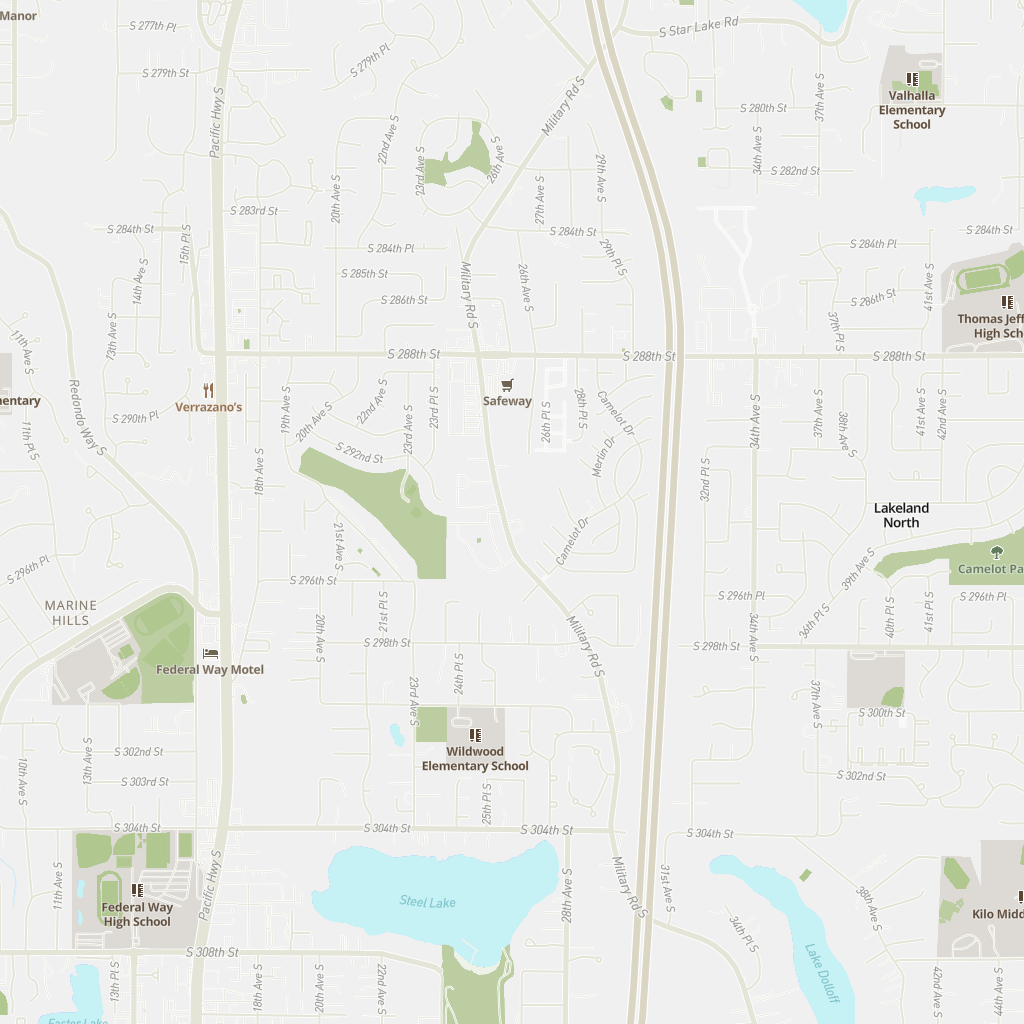 Manor
S 277th Pl
S Star Lake Rd
S 279th Pl
S 279th St
Pacific Hwy S
Military Rd S
Valhalla
Elementary
School
S 280th St
37th Ave S
34th Ave S
22nd Ave S
23rd Ave S
26th Ave S
29th Ave S
S 282nd St
20th Ave S
27th Ave S
S 283rd St
S 284th St
15th Pl S
S 284th Pl
S 284th St
29th Pl S
S 284th Pl
S 284th St
14th Ave S
S 285th St
26th Ave S
Military Rd S
S 286th St
S 286th St
41st Ave S
37th Pl S
Thomas Jeff
High Sch
11th Ave S
13th Ave S
S 288th St
S 288th St
S 288th St
Safeway
Verrazano's
mentary
Redondo Way S
S 290th Pl
11th Pl S
19th Ave S
20th Ave S
22nd Ave S
23rd Ave S
23rd Pl S
26th Pl S
28th Pl S
Camelot Dr
Merlin Dr
34th Ave S
37th Ave S
38th Ave S
41st Ave S
42nd Ave S
S 292nd St
18th Ave S
32nd Pl S
Lakeland
North
21st Ave S
Camelot Dr
39th Ave S
Camelot Pa
S 296th Pl
S 296th St
S 296th Pl
S 296th Pl
MARINE
HILLS
20th Ave S
21st Pl S
Military Rd S
34th Ave S
36th Pl S
40th Pl S
41st Pl S
S 298th St
S 298th St
Federal Way Motel
24th Pl S
23rd Ave S
37th Ave S
S 300th St
Wildwood
Elementary School
10th Ave S
13th Ave S
S 302nd St
S 302nd St
S 303rd St
25th Pl S
S 304th St
S 304th St
S 304th St
S 304th St
Pacific Hwy S
11th Ave S
Federal Way
High School
Steel Lake
28th Ave S
Military Rd S
31st Ave S
38th Ave S
Kilo Midd
34th Pl S
Lake Dolloff
S 308th St
13th Pl S
18th Ave S
20th Ave S
22nd Ave S
42nd Ave S
44th Ave S
Easter Lake